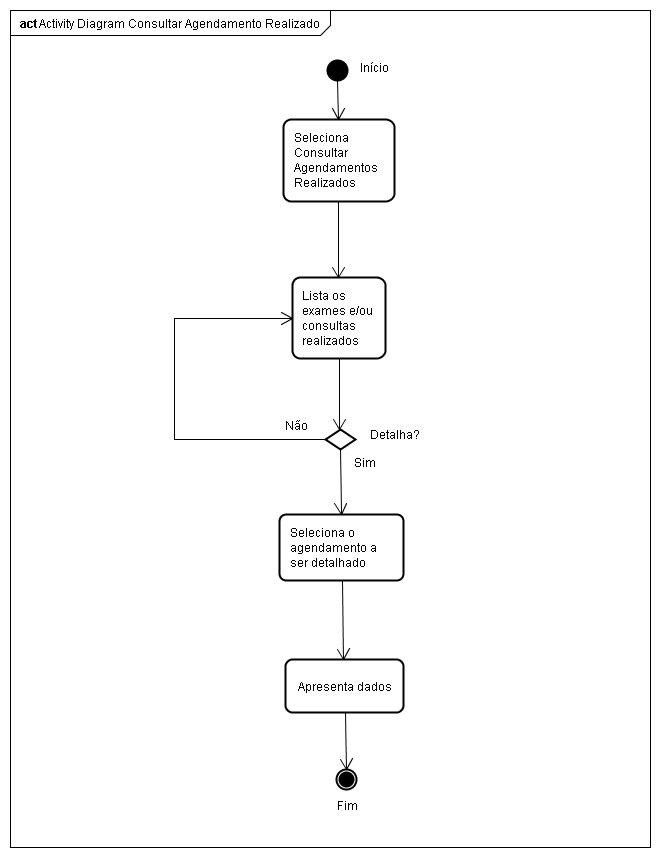 act Activity Diagram Consultar Agendamento Realizado
Início
Seleciona
Consultar
Agendamentos
Realizados
Lista os
exames e/ou
consultas
realizados
Não
Detalha?
Sim
Seleciona o
agendamento a
ser detalhado
Apresenta dados
Fim